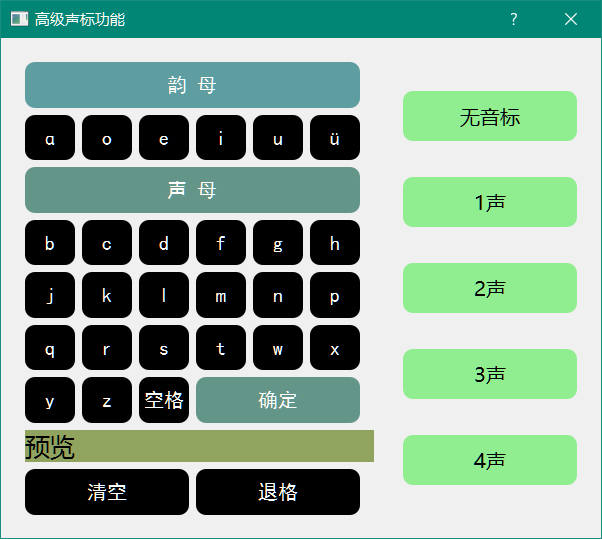 高级声标功能
?
韵 母
ɑ o e i u ü
声 母
b c d f g h
j k l m n p
q r s t w x
y z 空格 确定
预览
清空 退格
无音标
1声
2声
3声
4声